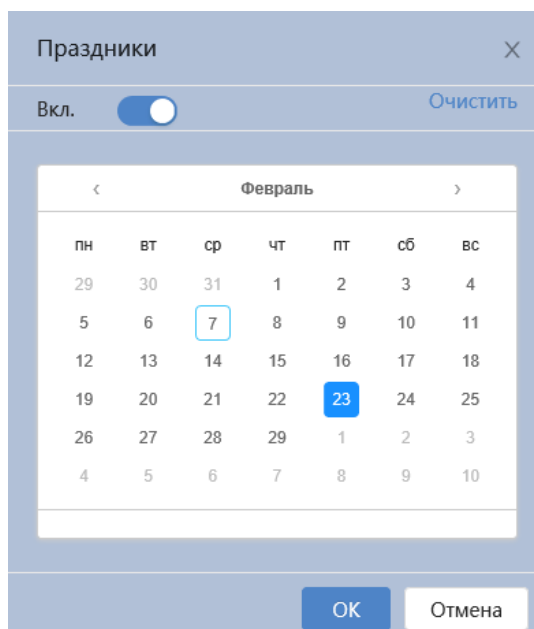 Праздники
Вкл. Очистить
‹ Февраль ›
пн вт ср чт пт сб вс
29 30 31 1 2 3 4
5 6 7 8 9 10 11
12 13 14 15 16 17 18
19 20 21 22 23 24 25
26 27 28 29 1 2 3
4 5 6 7 8 9 10
OK Отмена